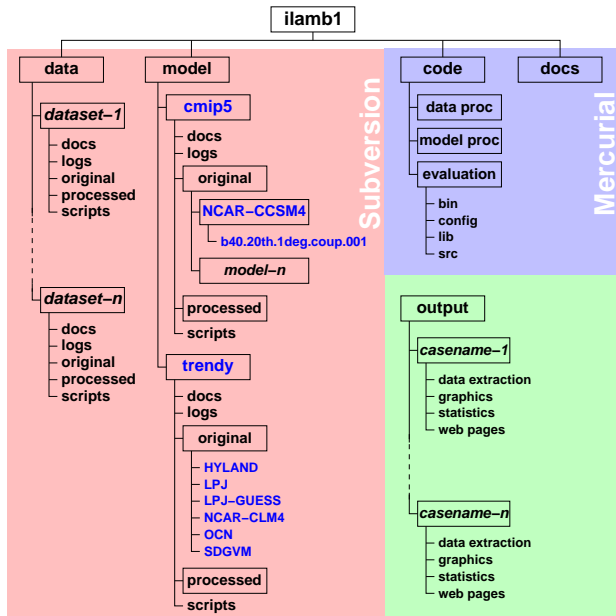 ilamb1
data
dataset–1
docs
logs
original
processed
scripts
dataset–n
docs
logs
original
processed
scripts
model
cmip5
docs
logs
original
NCAR–CCSM4
b40.20th.1deg.coup.001
model–n
processed
scripts
trendy
docs
logs
original
HYLAND
LPJ
LPJ–GUESS
NCAR–CLM4
OCN
SDGVM
processed
scripts
Subversion
code
data proc
model proc
evaluation
bin
config
lib
src
docs
Mercurial
output
casename–1
data extraction
graphics
statistics
web pages
casename–n
data extraction
graphics
statistics
web pages